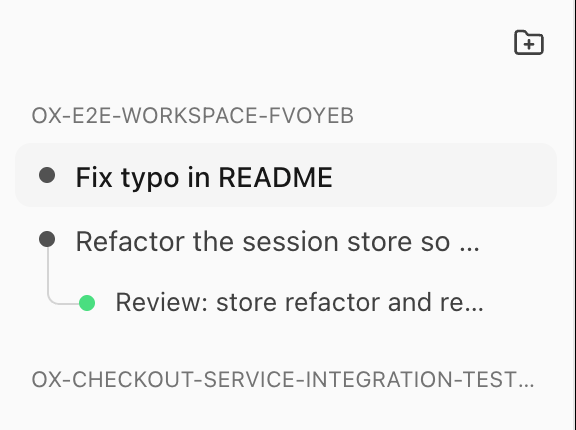 OX-E2E-WORKSPACE-FVOYEB
Fix typo in README
Refactor the session store so ...
Review: store refactor and re...
OX-CHECKOUT-SERVICE-INTEGRATION-TEST...